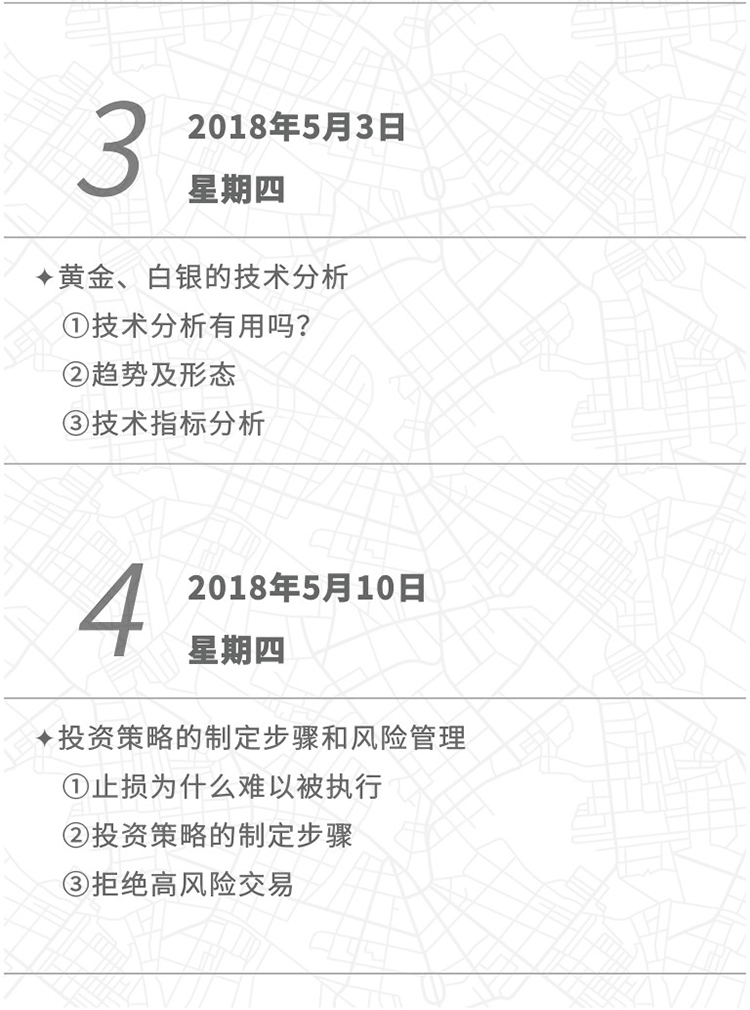 3
2018年5月3日
星期四
✦黄金、白银的技术分析
①技术分析有用吗?
②趋势及形态
③技术指标分析
4
2018年5月10日
星期四
✦投资策略的制定步骤和风险管理
①止损为什么难以被执行
②投资策略的制定步骤
③拒绝高风险交易